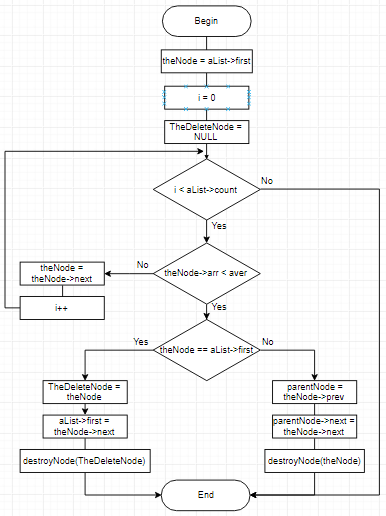 Begin
theNode = aList->first
i = 0
TheDeleteNode =
NULL
i < aList->count
No
Yes
theNode->arr < aver
No
theNode =
theNode->next
i++
Yes
theNode == aList->first
Yes
No
TheDeleteNode =
theNode
parentNode =
theNode->prev
aList->first =
theNode->next
parentNode->next =
theNode->next
destroyNode(TheDeleteNode)
destroyNode(theNode)
End